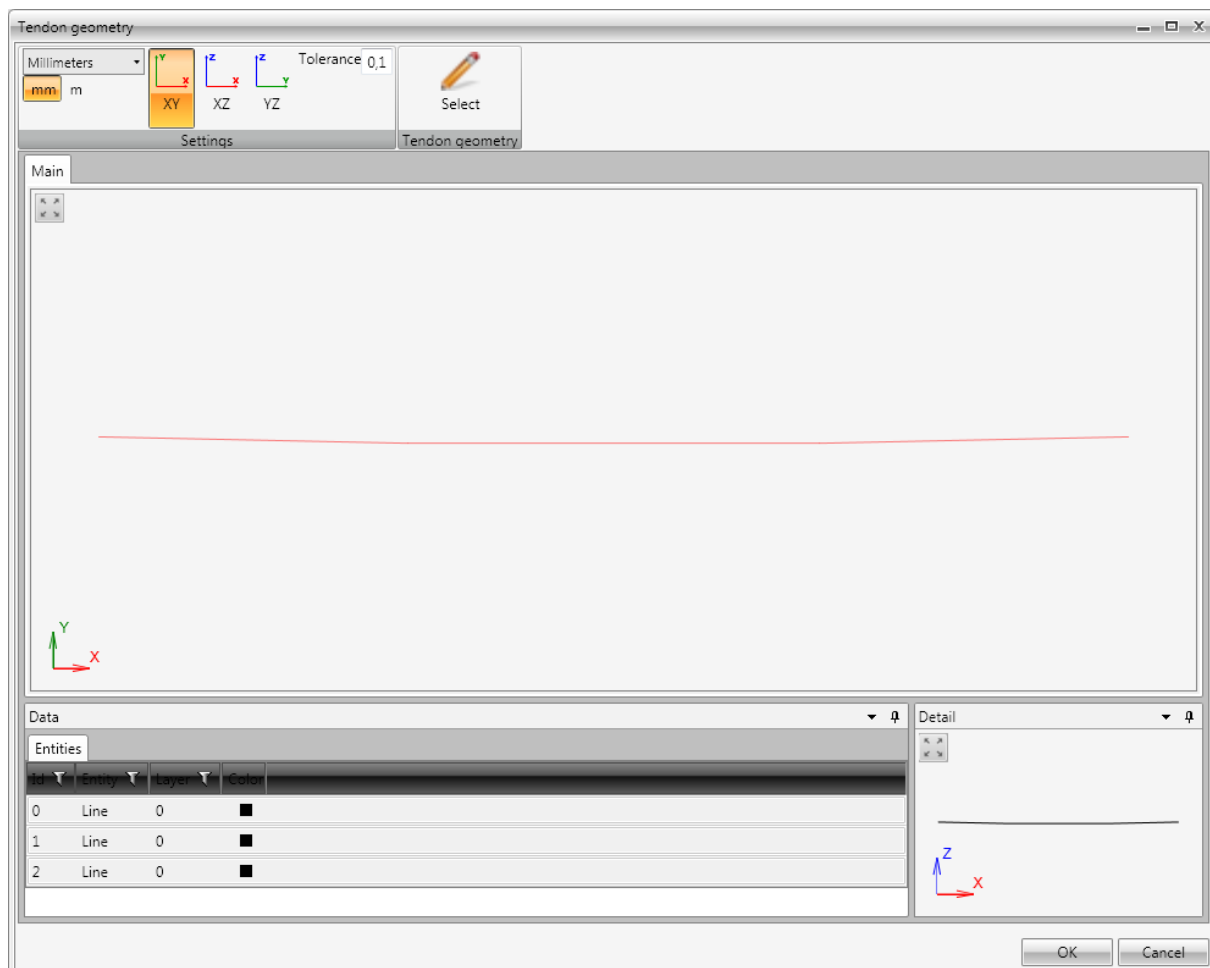 Tendon geometry
Millimeters
mm m
Y X XY
Z X XZ
Z Y YZ
Tolerance 0,1
Select
Settings
Tendon geometry
Main
Y
X
Data
Entities
Id Entity Layer Color
0 Line 0
1 Line 0
2 Line 0
Detail
Z
X
OK Cancel